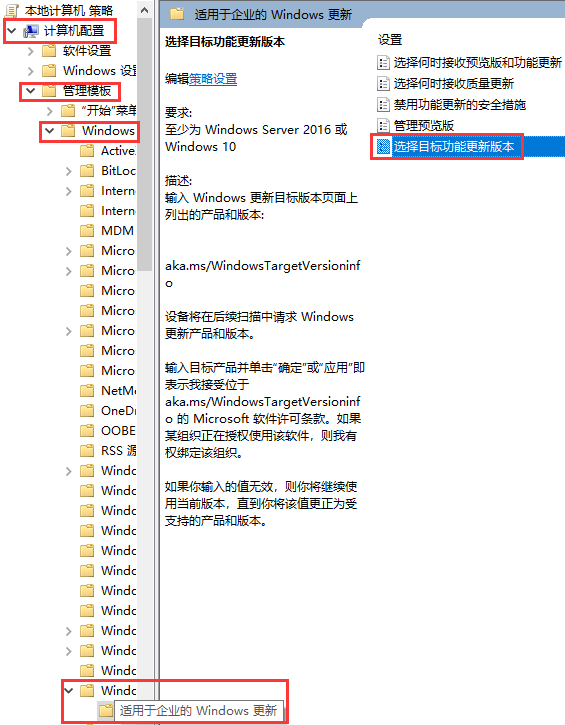 本地计算机 策略
计算机配置
软件设置
Windows 设
管理模板
“开始”菜单
Windows
Active
BitLoc
Intern
Intern
MDM
Micros
Micros
Micros
Micros
Micros
Micros
Micros
NetMe
OneDr
OOBE
RSS 源
Windo
Windo
Windo
Windo
Windo
Windo
Windo
Windo
Windo
Windo
Windo
Windo
适用于企业的 Windows 更新
适用于企业的 Windows 更新
选择目标功能更新版本
编辑策略设置
要求:
至少为 Windows Server 2016 或
Windows 10
描述:
输入 Windows 更新目标版本页面上
列出的产品和版本:
aka.ms/WindowsTargetVersioninf
o
设备将在后续扫描中请求 Windows
更新产品和版本。
输入目标产品并单击“确定”或“应用”即
表示我接受位于
aka.ms/WindowsTargetVersioninf
o 的 Microsoft 软件许可条款。如果
某组织正在授权使用该软件，则我有
权绑定该组织。
如果你输入的值无效，则你将继续使
用当前版本，直到你将该值更正为受
支持的产品和版本。
设置
选择何时接收预览版和功能更新
选择何时接收质量更新
禁用功能更新的安全措施
管理预览版
选择目标功能更新版本